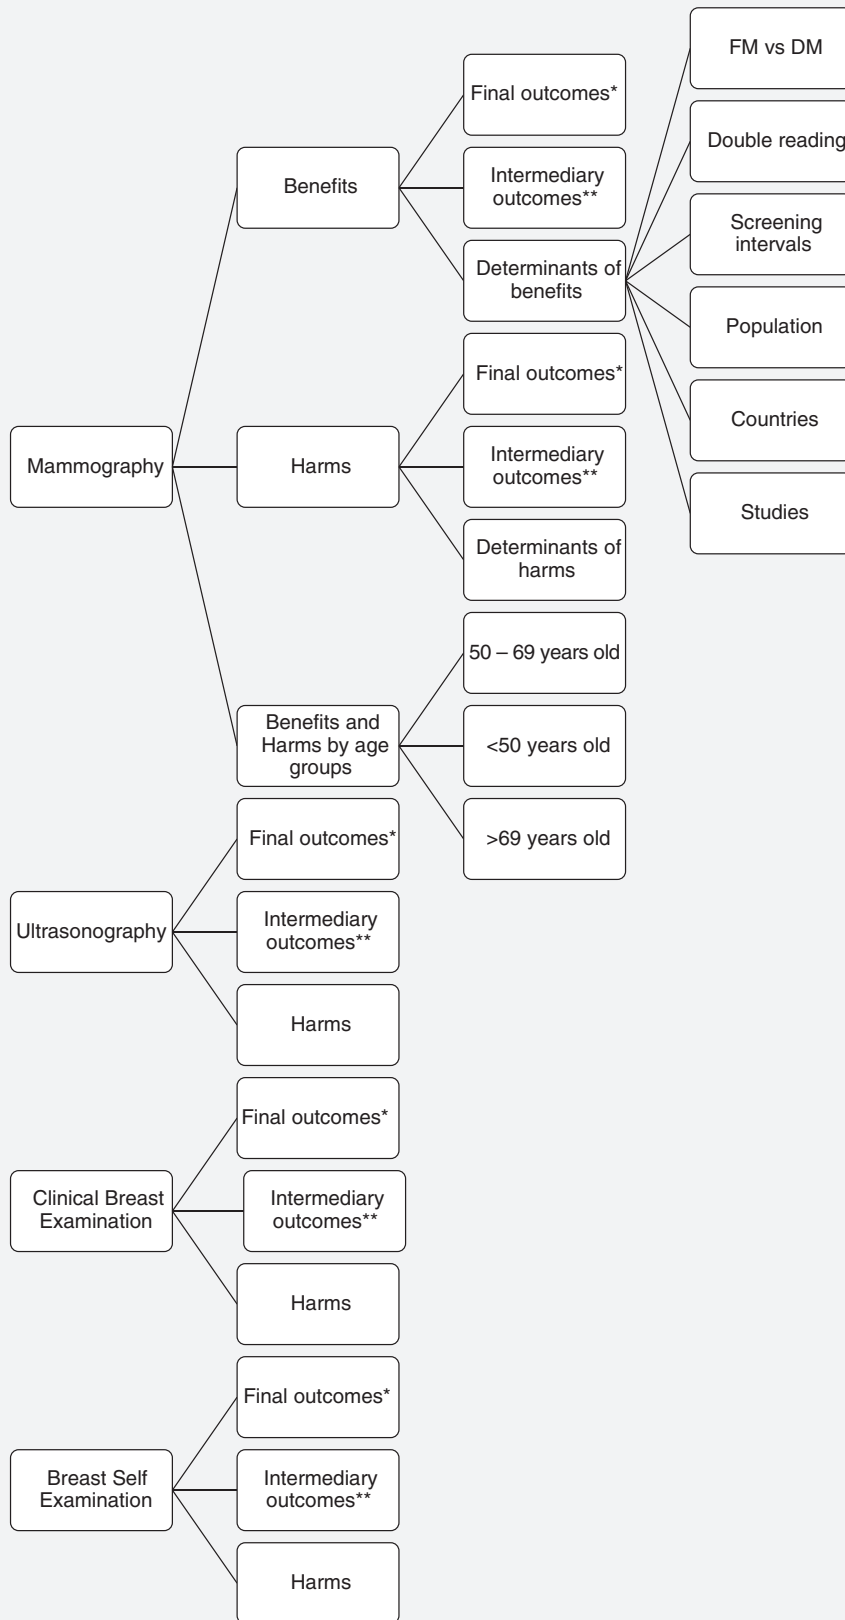 Mammography
Benefits
Final outcomes*
Intermediary
outcomes**
Determinants of
benefits
FM vs DM
Double reading
Screening
intervals
Population
Countries
Studies
Harms
Final outcomes*
Intermediary
outcomes**
Determinants of
harms
Benefits and
Harms by age
groups
50 – 69 years old
<50 years old
>69 years old
Ultrasonography
Final outcomes*
Intermediary
outcomes**
Harms
Clinical Breast
Examination
Final outcomes*
Intermediary
outcomes**
Harms
Breast Self
Examination
Final outcomes*
Intermediary
outcomes**
Harms